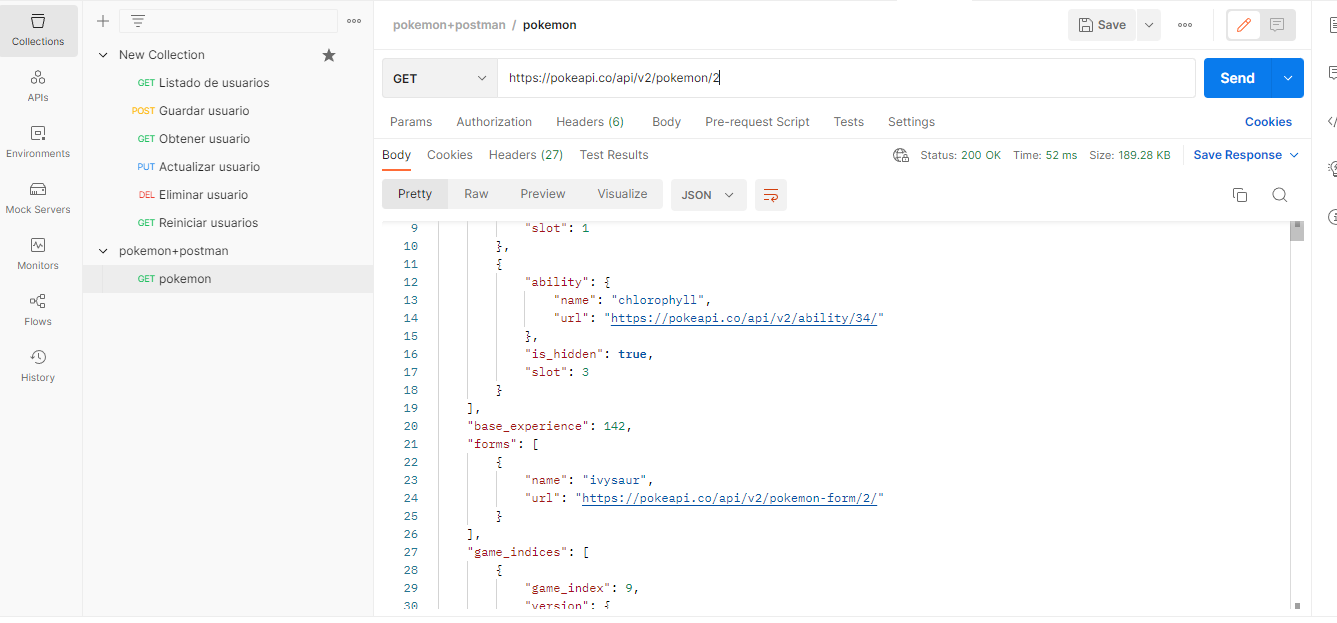 Collections
APIs
Environments
Mock Servers
Monitors
Flows
History
New Collection
GET Listado de usuarios
POST Guardar usuario
GET Obtener usuario
PUT Actualizar usuario
DEL Eliminar usuario
GET Reiniciar usuarios
pokemon+postman
GET pokemon
pokemon+postman / pokemon
Save
GET https://pokeapi.co/api/v2/pokemon/2 Send
Params Authorization Headers (6) Body Pre-request Script Tests Settings Cookies
Body Cookies Headers (27) Test Results Status: 200 OK Time: 52 ms Size: 189.28 KB Save Response
Pretty Raw Preview Visualize JSON
9 "slot": 1
10 },
11 {
12 "ability": {
13 "name": "chlorophyll",
14 "url": "https://pokeapi.co/api/v2/ability/34/"
15 },
16 "is_hidden": true,
17 "slot": 3
18 }
19 ],
20 "base_experience": 142,
21 "forms": [
22 {
23 "name": "ivysaur",
24 "url": "https://pokeapi.co/api/v2/pokemon-form/2/"
25 }
26 ],
27 "game_indices": [
28 {
29 "game_index": 9,
30 "version": {